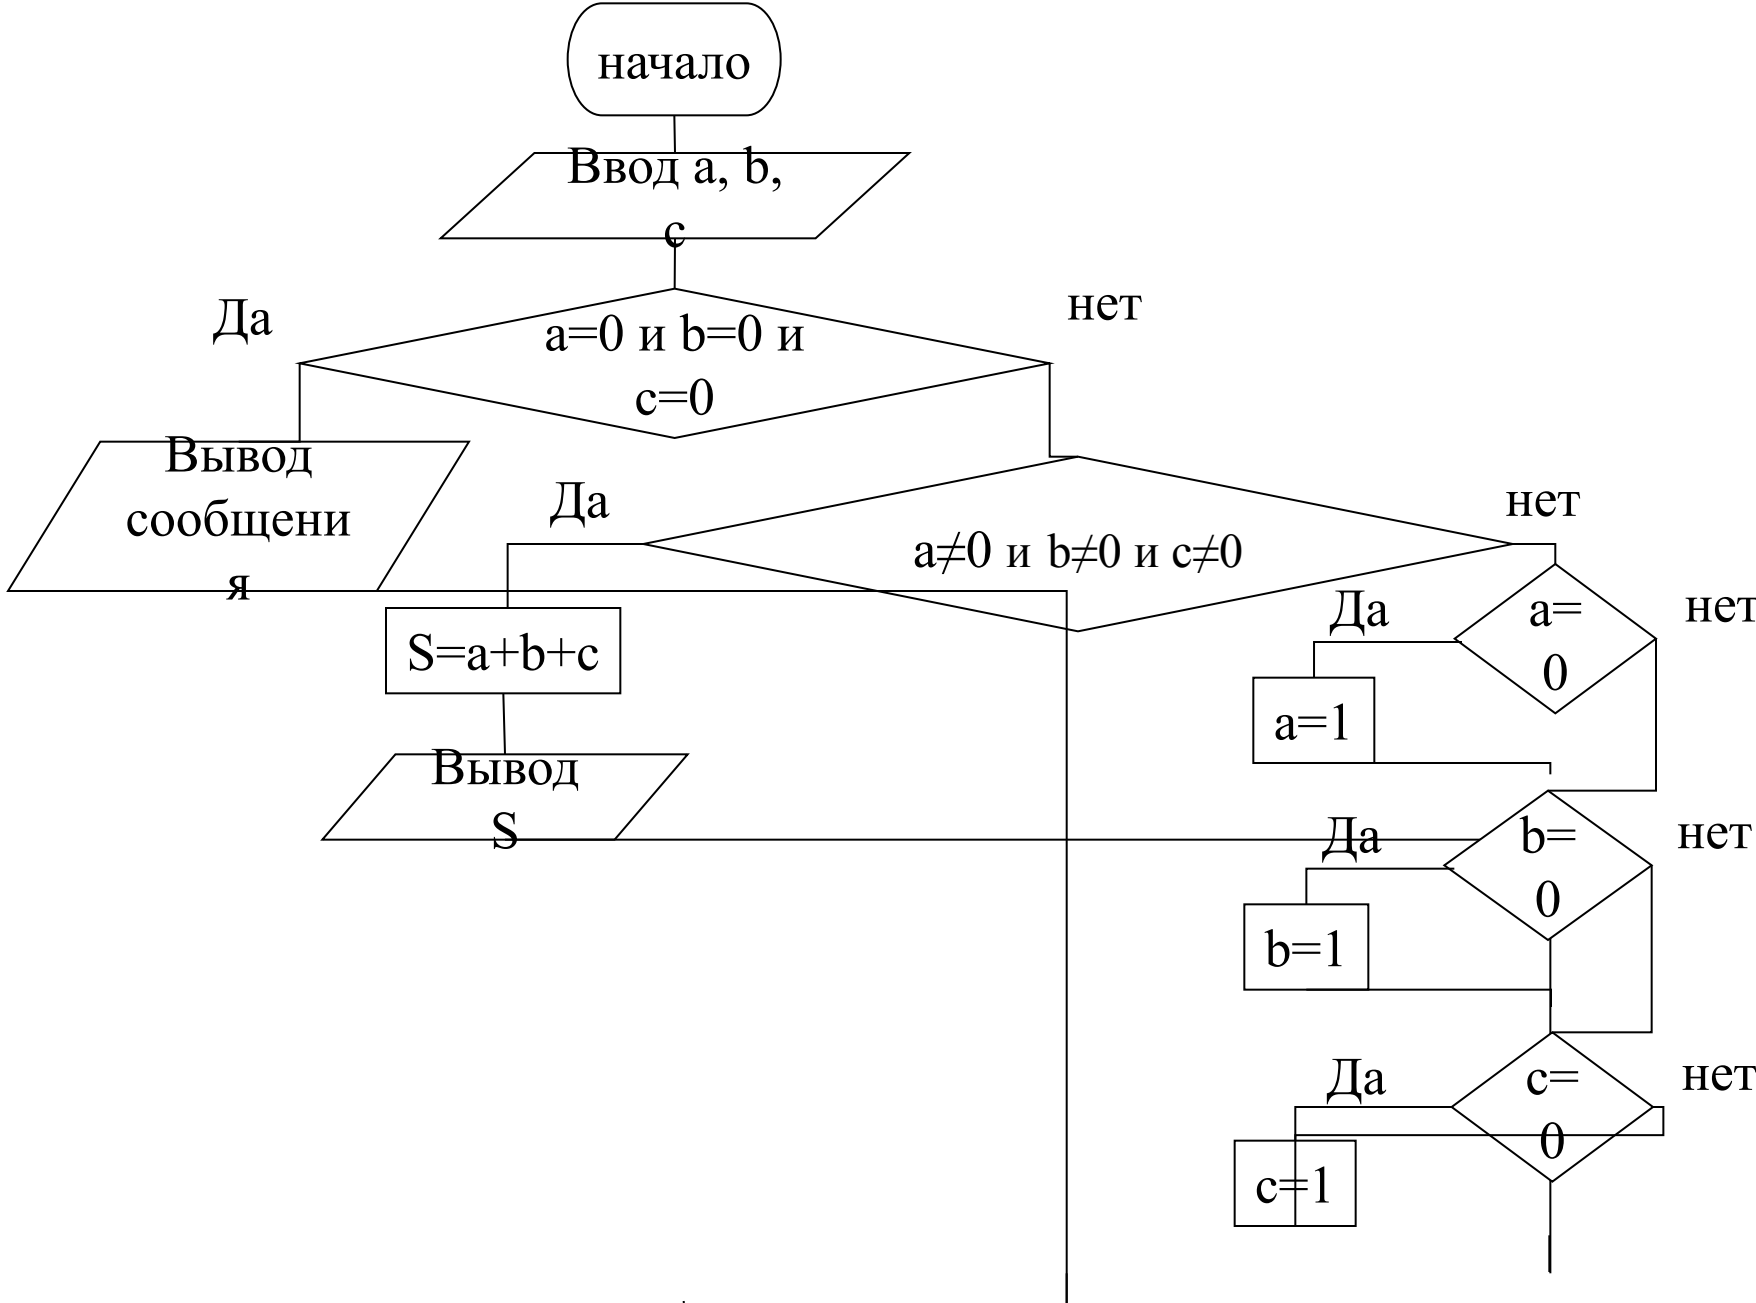 начало
Ввод a, b,
c
Да
нет
a=0 и b=0 и
c=0
Вывод
сообщени
я
Да
нет
a≠0 и b≠0 и c≠0
S=a+b+c
Вывод
S
Да
a=
0
нет
a=1
Да
b=
0
нет
b=1
Да
c=
0
нет
c=1